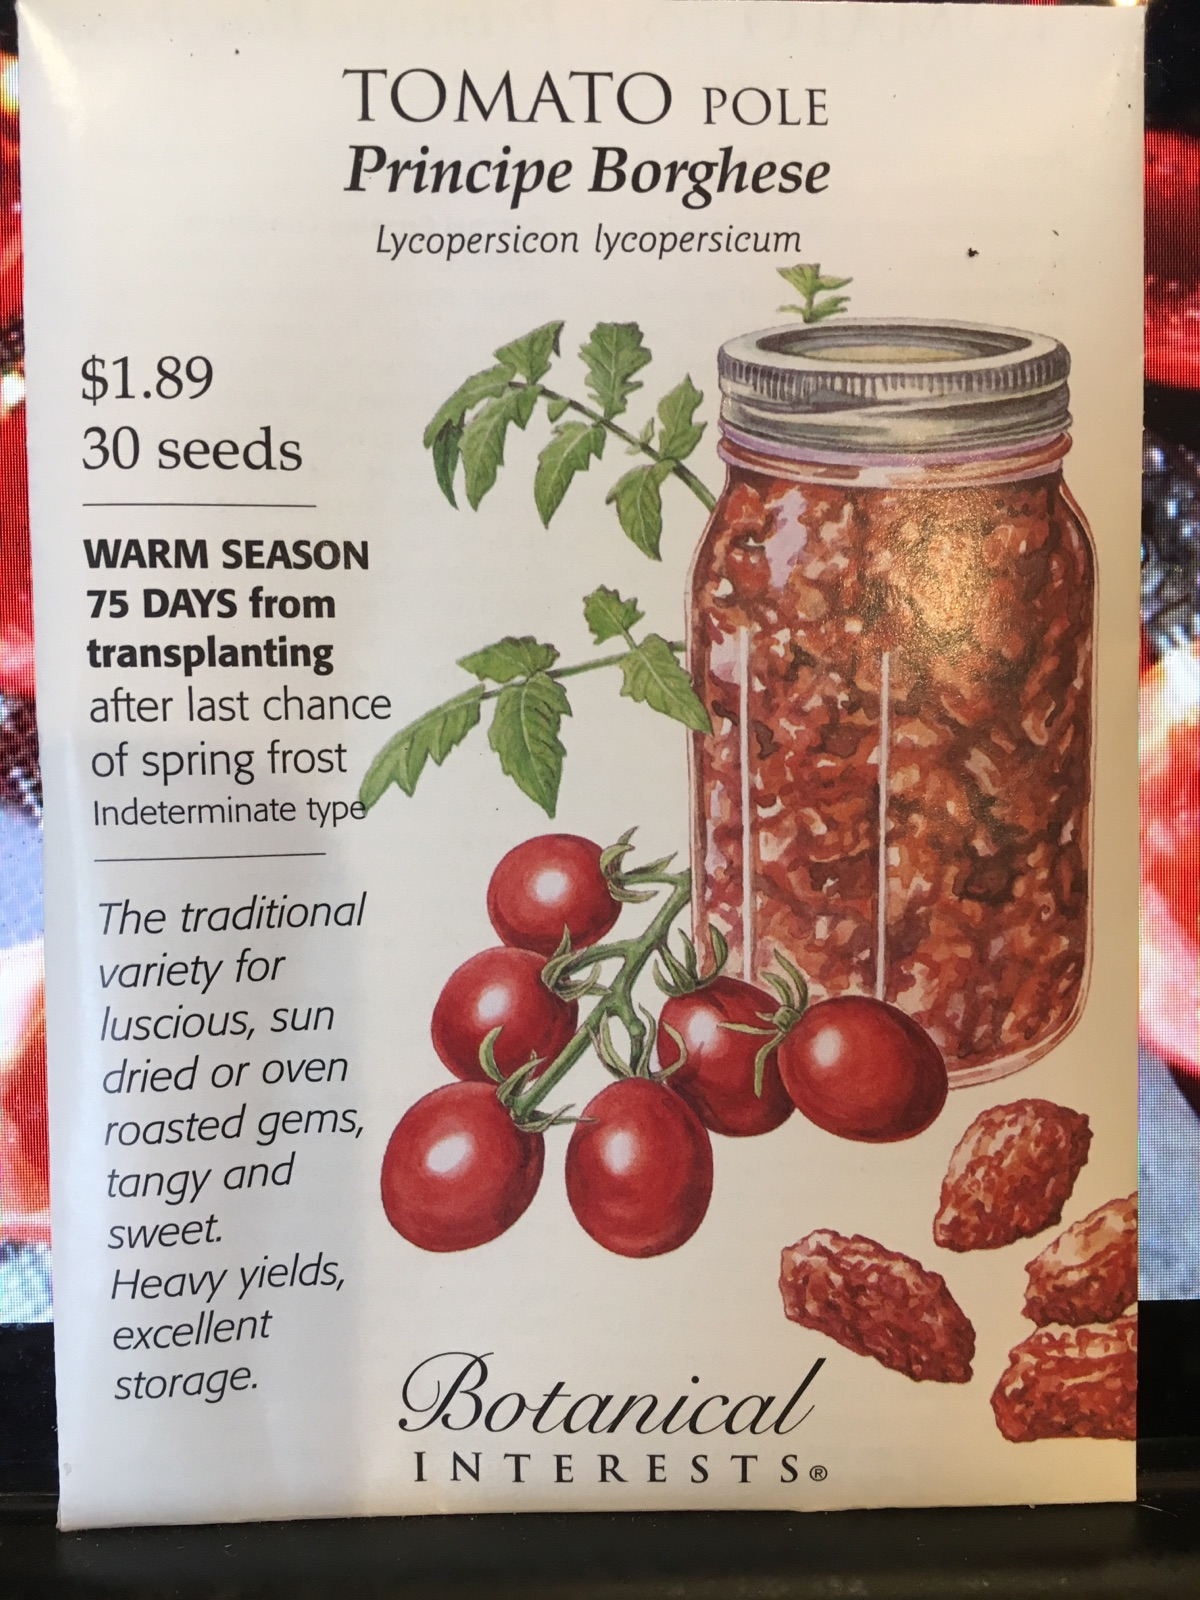 TOMATO POLE
Principe Borghese
Lycopersicon lycopersicum
$1.89
30 seeds
WARM SEASON
75 DAYS from
transplanting
after last chance
of spring frost
Indeterminate type
The traditional
variety for
luscious, sun
dried or oven
roasted gems,
tangy and
sweet.
Heavy yields,
excellent
storage.
Botanical
INTERESTS®